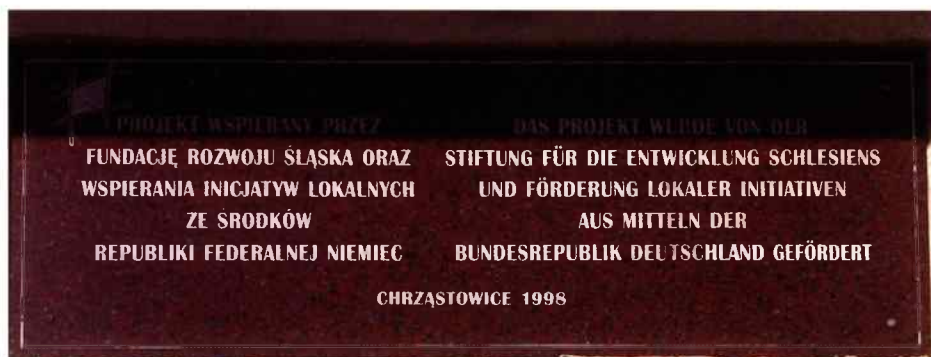 PROJEKT WSPIERANY PRZEZ
FUNDACJĘ ROZWOJU ŚLĄSKA ORAZ
WSPIERANIA INICJATYW LOKALNYCH
ZE ŚRODKÓW
REPUBLIKI FEDERALNEJ NIEMIEC
DAS PROJEKT WURDE VON DER
STIFTUNG FÜR DIE ENTWICKLUNG SCHLESIENS
UND FÖRDERUNG LOKALER INITIATIVEN
AUS MITTELN DER
BUNDESREPUBLIK DEUTSCHLAND GEFÖRDERT
CHRZĄSTOWICE 1998